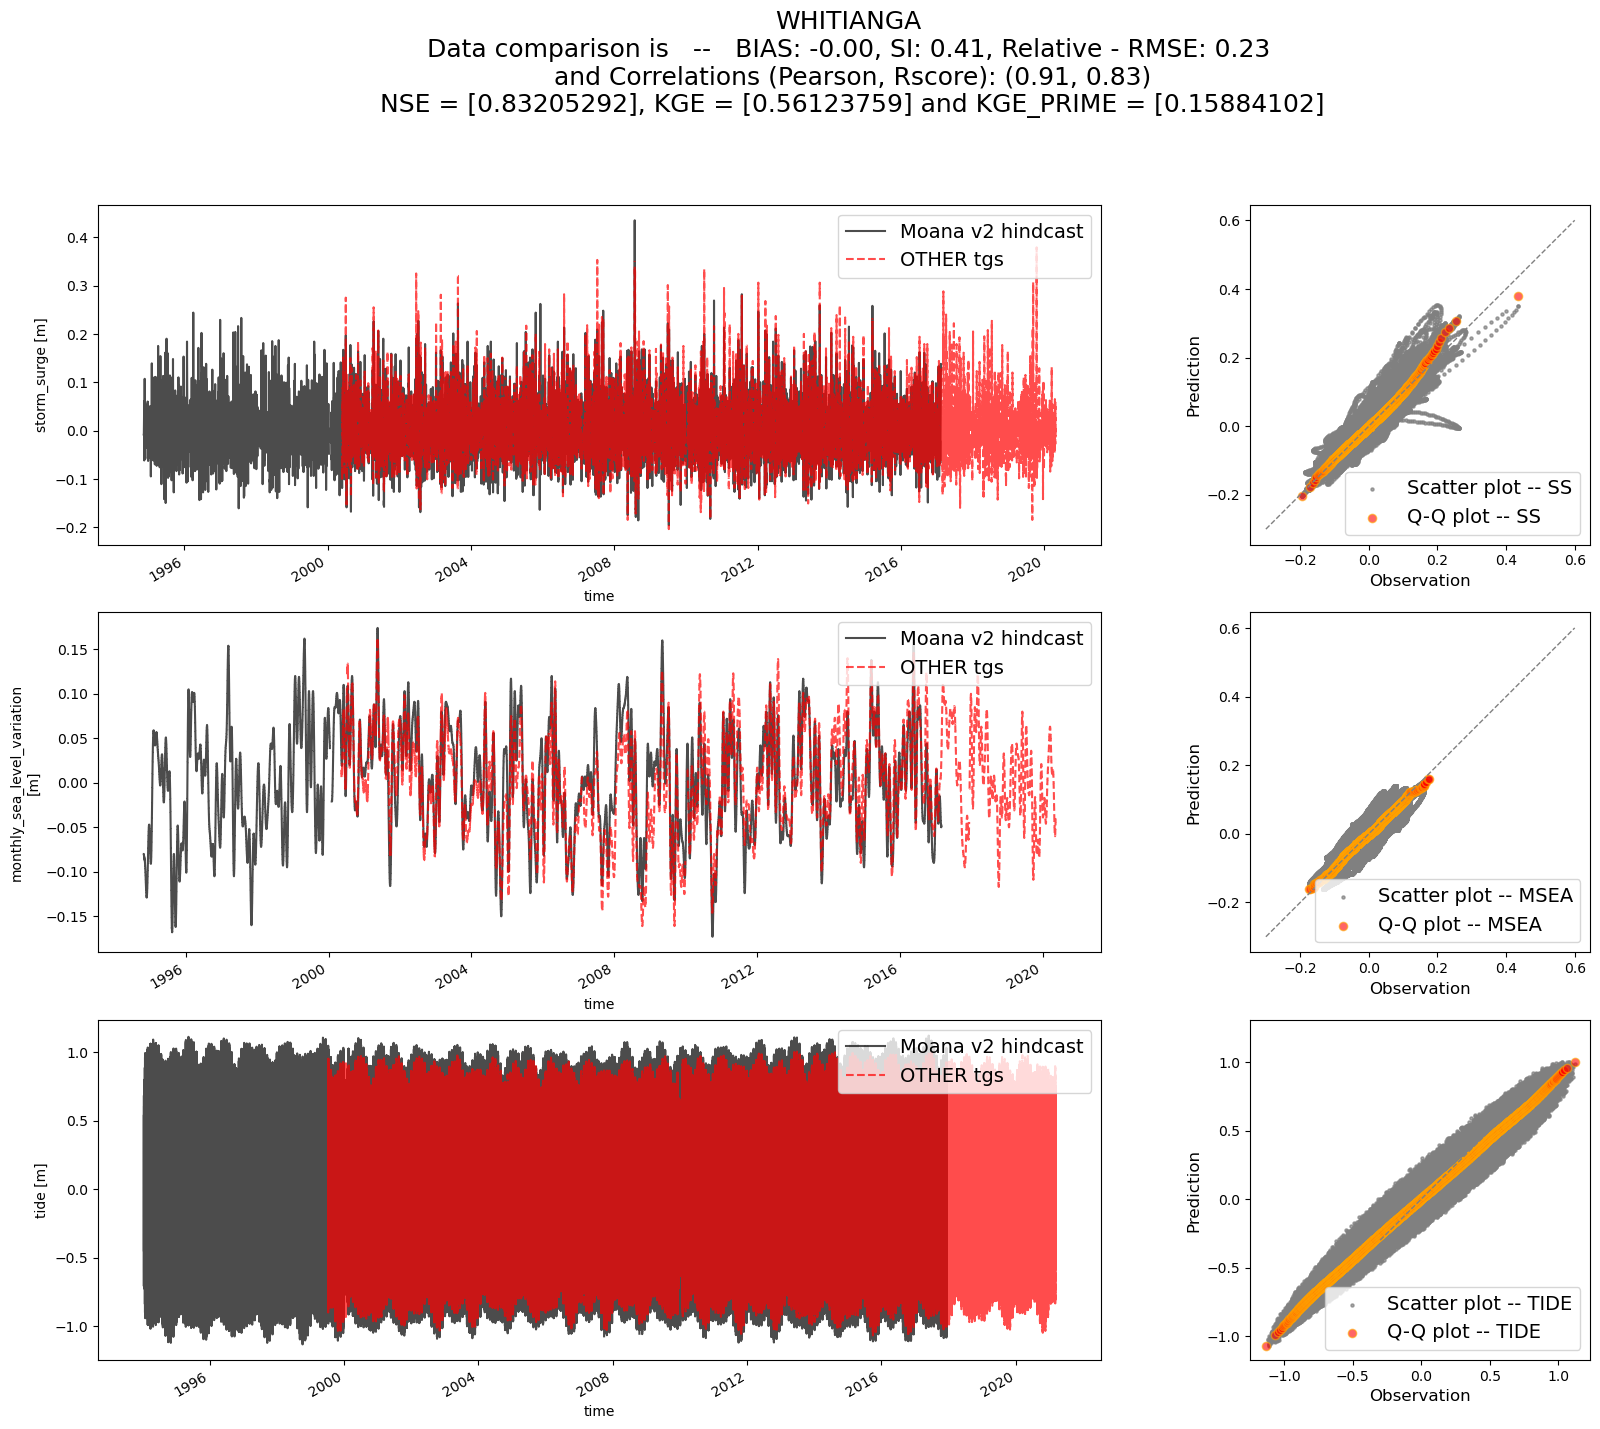 WHITIANGA
Data comparison is -- BIAS: -0.00, SI: 0.41, Relative - RMSE: 0.23
and Correlations (Pearson, Rscore): (0.91, 0.83)
NSE = [0.83205292], KGE = [0.56123759] and KGE_PRIME = [0.15884102]
storm_surge [m]
0.4
0.3
0.2
0.1
0.0
−0.1
−0.2
Moana v2 hindcast
OTHER tgs
1996
2000
2004
2008
2012
2016
2020
time
Prediction
0.6
0.4
0.2
0.0
−0.2
Scatter plot -- SS
Q-Q plot -- SS
−0.2
0.0
0.2
0.4
0.6
Observation
monthly_sea_level_variation
[m]
0.15
0.10
0.05
0.00
−0.05
−0.10
−0.15
Moana v2 hindcast
OTHER tgs
1996
2000
2004
2008
2012
2016
2020
time
Prediction
0.6
0.4
0.2
0.0
−0.2
Scatter plot -- MSEA
Q-Q plot -- MSEA
−0.2
0.0
0.2
0.4
0.6
Observation
tide [m]
1.0
0.5
0.0
−0.5
−1.0
Moana v2 hindcast
OTHER tgs
1996
2000
2004
2008
2012
2016
2020
time
Prediction
1.0
0.5
0.0
−0.5
−1.0
Scatter plot -- TIDE
Q-Q plot -- TIDE
−1.0
−0.5
0.0
0.5
1.0
Observation